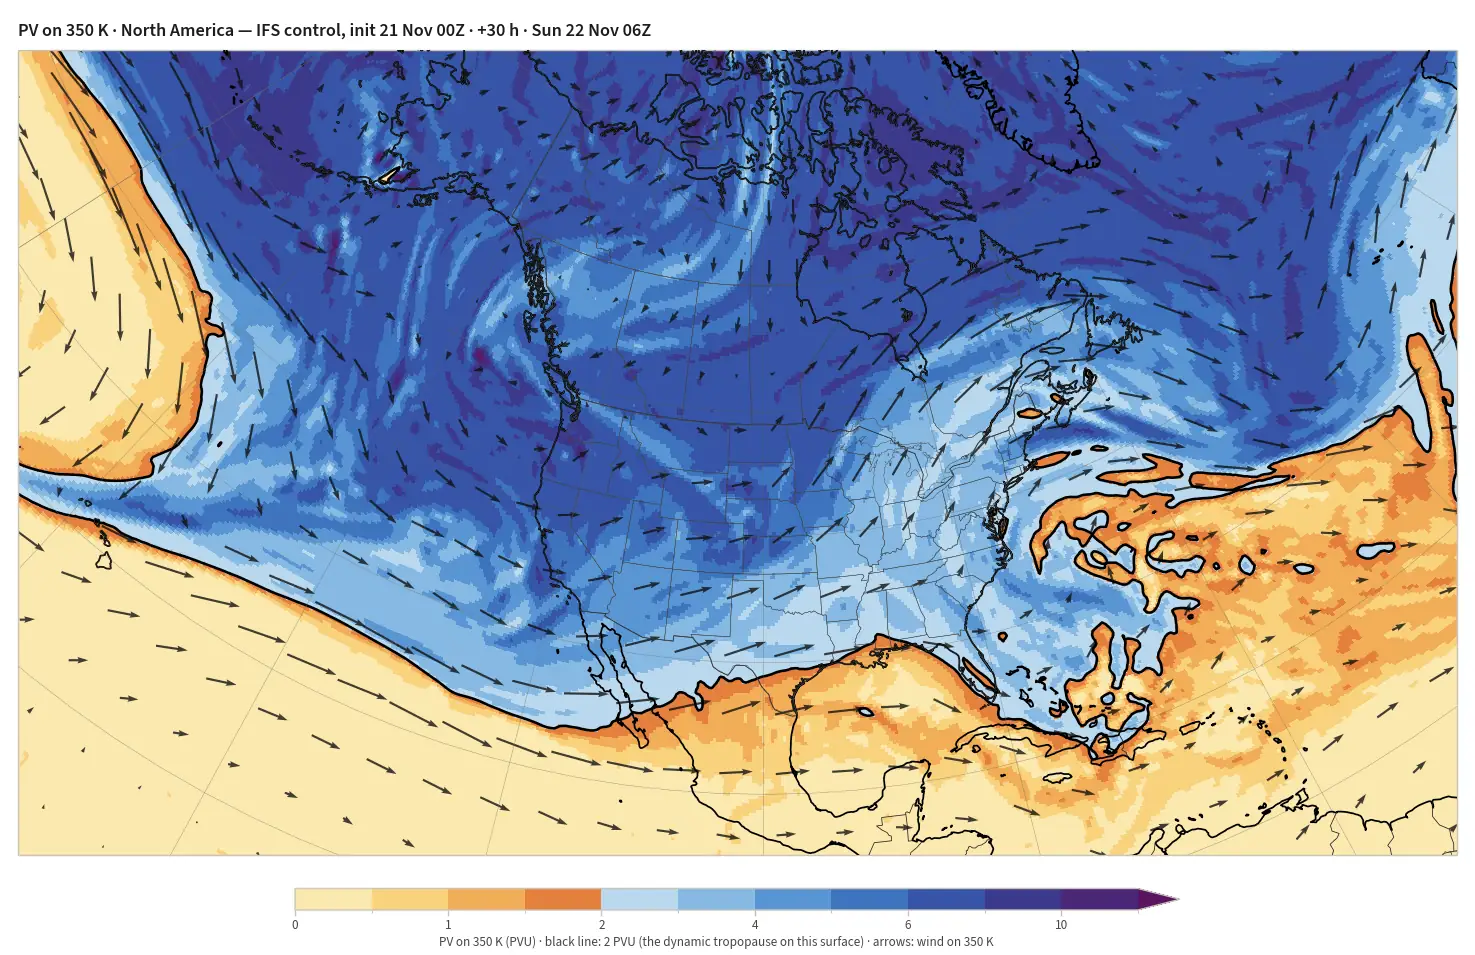 PV on 350 K · North America — IFS control, init 21 Nov 00Z · +30 h · Sun 22 Nov 06Z
0 1 2 4 6 10
PV on 350 K (PVU) · black line: 2 PVU (the dynamic tropopause on this surface) · arrows: wind on 350 K